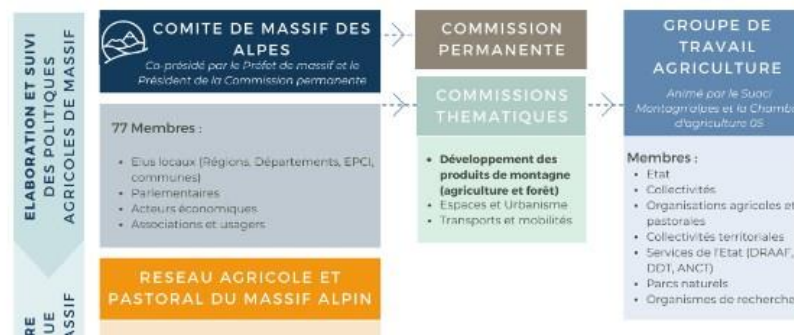 ELABORATION ET SUIVI
DES POLITIQUES
AGRICOLES DE MASSIF
COMITE DE MASSIF DES
ALPES
Co-présidé par le Préfet de massif et le
Président de la Commission permanente
77 Membres :
• Elus locaux (Régions, Départements, EPCI,
communes)
• Parlementaires
• Acteurs économiques
• Associations et usagers
RESEAU AGRICOLE ET
PASTORAL DU MASSIF ALPIN
COMMISSION
PERMANENTE
COMMISSIONS
THEMATIQUES
• Développement des
produits de montagne
(agriculture et forêt)
• Espaces et Urbanisme
• Transports et mobilités
GROUPE DE
TRAVAIL
AGRICULTURE
Animé par le Suaci
Montagn'alpes et la Chamb
d'agriculture 05
Membres :
• Etat
• Collectivités
• Organisations agricoles et
pastorales
• Collectivités territoriales
• Services de l'Etat (DRAAF,
DDT, ANCT)
• Parcs naturels
• Organismes de recherche